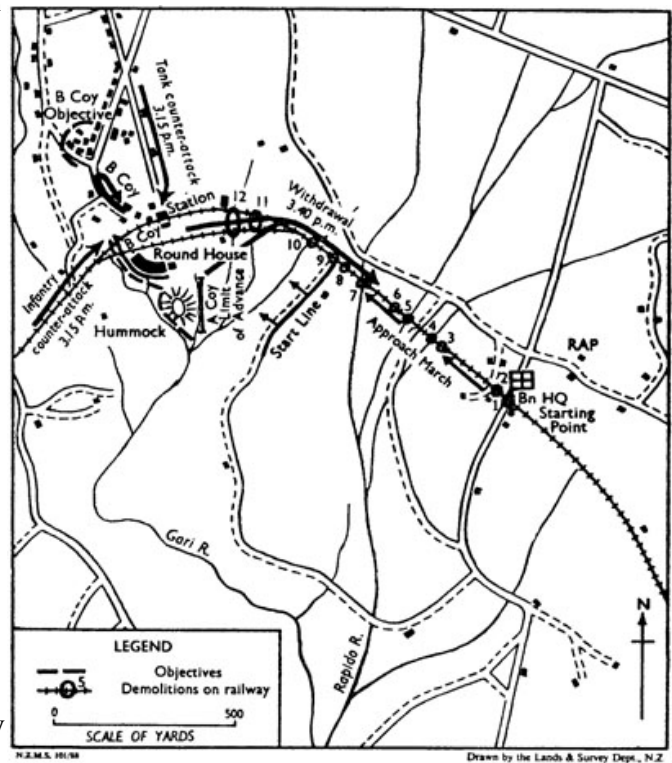 B Coy
Objective
Tank counter-attack
3.15 p.m.
B Coy
Station
12
11
Withdrawal
3.40 p.m.
B Coy
Round House
10
9
8
7
6
5
4
3
2
1
Infantry
counter-attack
3.15 p.m.
Hummock
A Coy
Limit
of Advance
Start Line
Approach March
RAP
Bn HQ
Starting
Point
Gari R.
Rapido R.
N
LEGEND
Objectives
5
Demolitions on railway
0 500
SCALE OF YARDS
N.Z.M.S. 101/58
Drawn by the Lands & Survey Dept., N.Z.
y